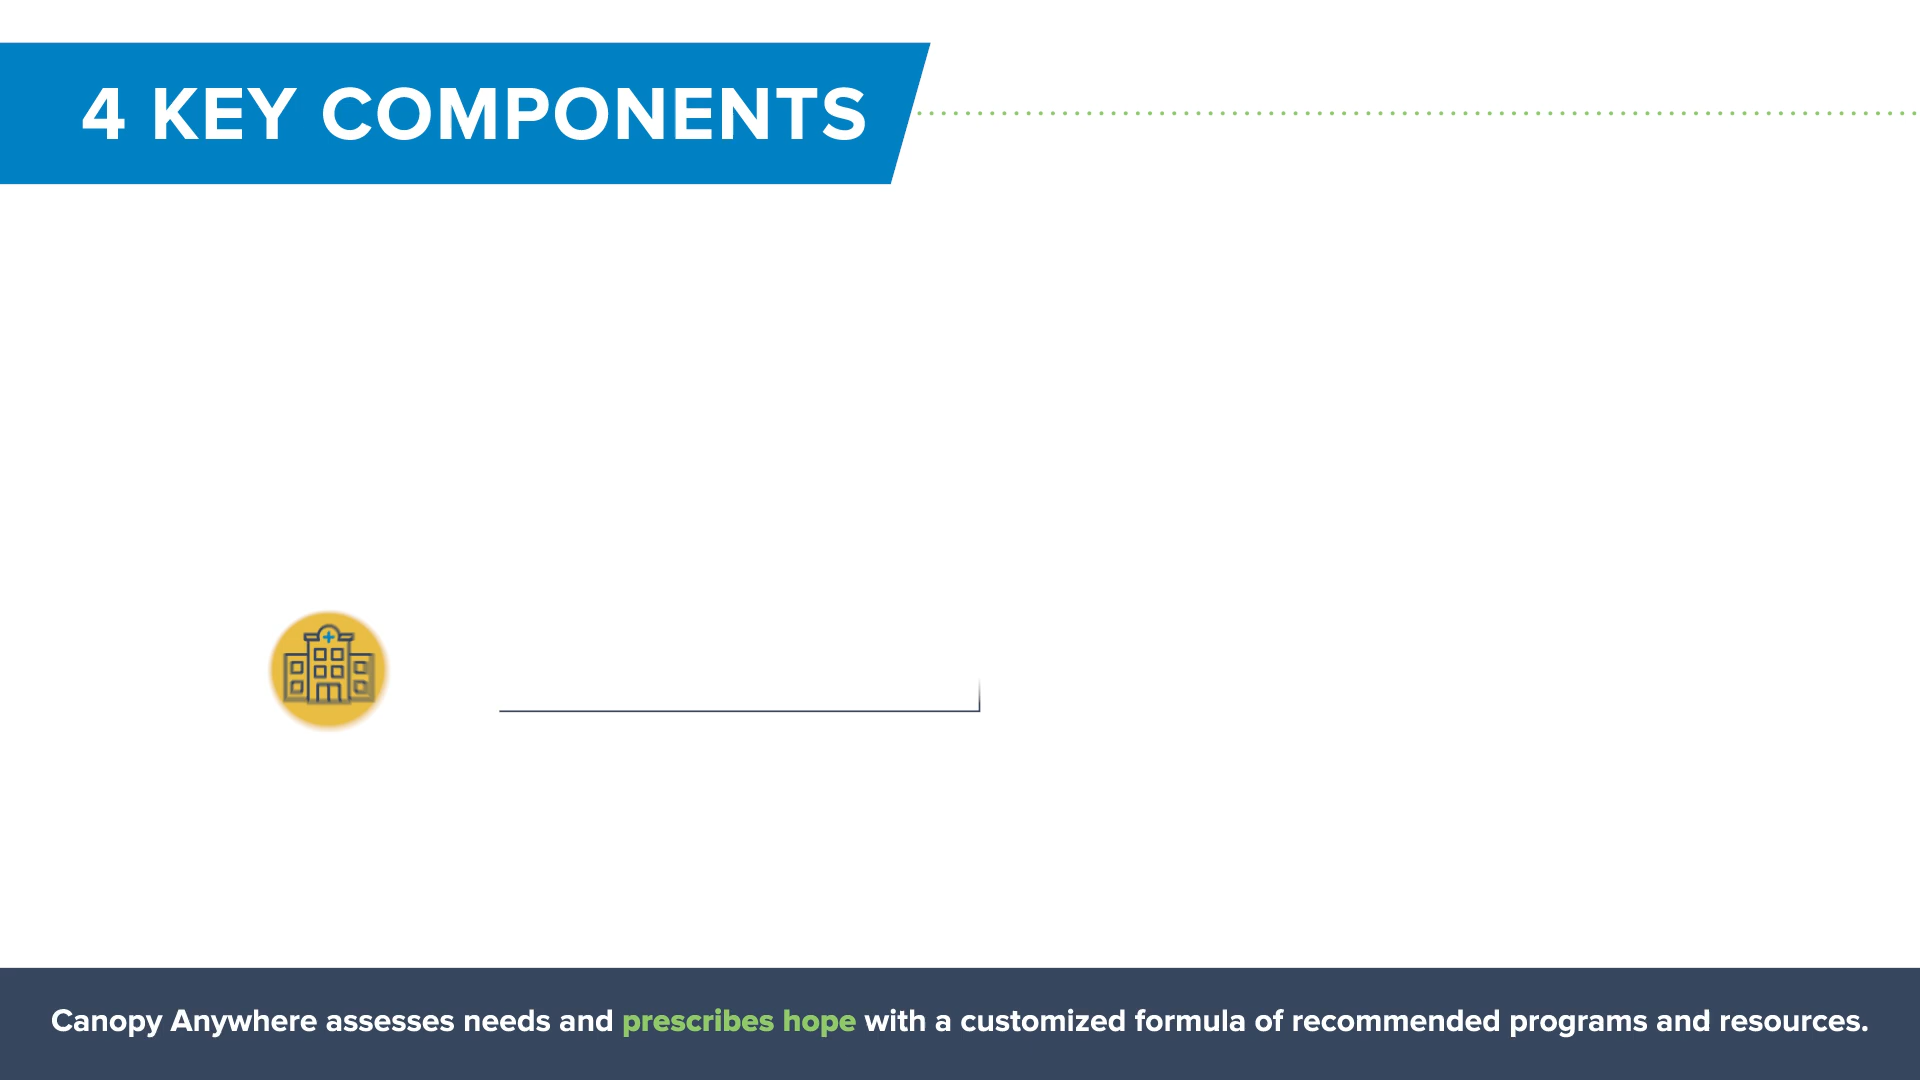 4 KEY COMPONENTS
Canopy Anywhere assesses needs and prescribes hope with a customized formula of recommended programs and resources.